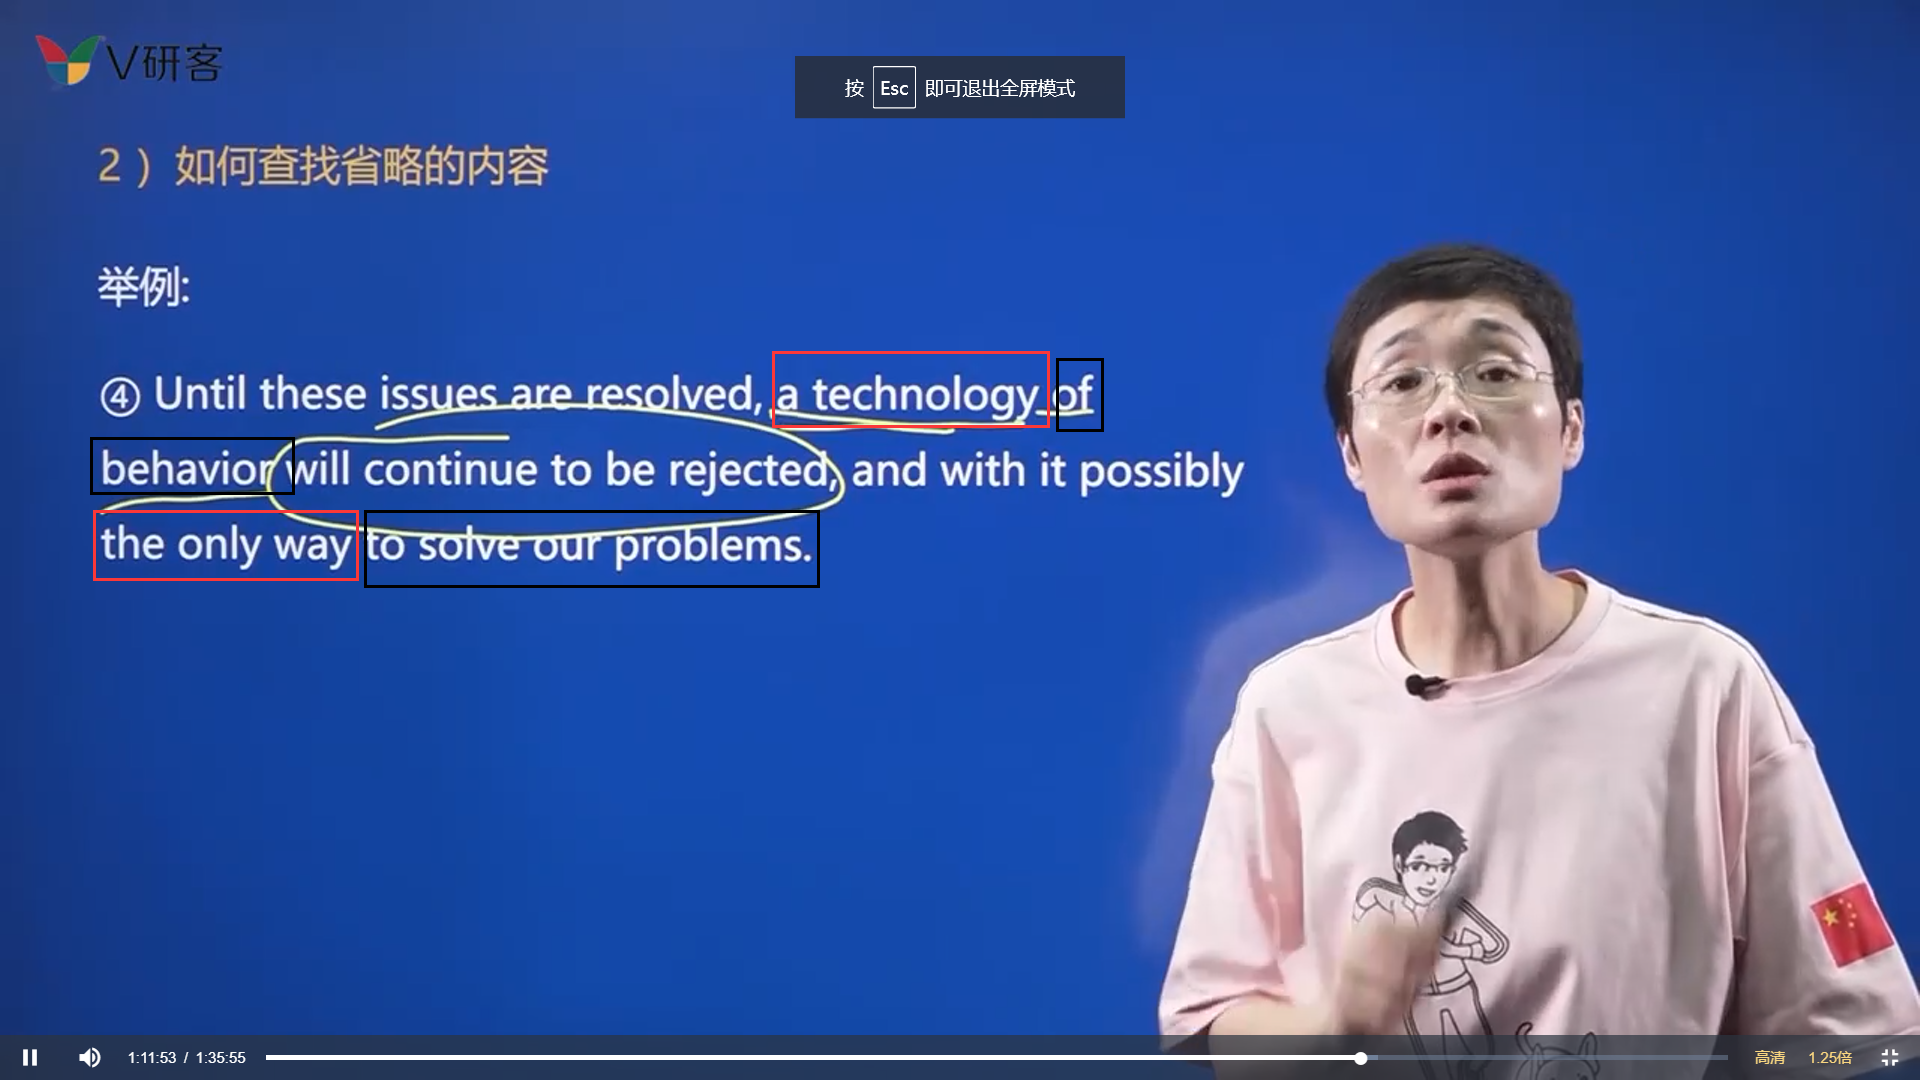 V研客
按 Esc 即可退出全屏模式
2 ）如何查找省略的内容
举例:
④ Until these issues are resolved, a technology of
behavior will continue to be rejected, and with it possibly
the only way to solve our problems.
1:11:53 / 1:35:55
高清 1.25倍